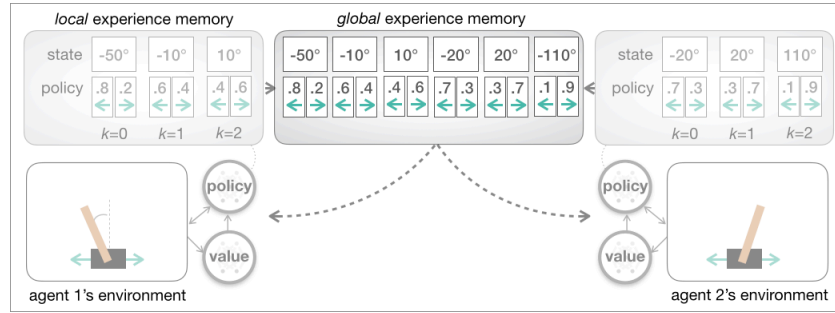 local experience memory
global experience memory
state -50° -10° 10°
policy .8 .2 .6 .4 .4 .6
k=0 k=1 k=2
-50° -10° 10° -20° 20° -110°
.8 .2 .6 .4 .4 .6 .7 .3 .3 .7 .1 .9
state -20° 20° 110°
policy .7 .3 .3 .7 .1 .9
k=0 k=1 k=2
policy
value
agent 1's environment
policy
value
agent 2's environment